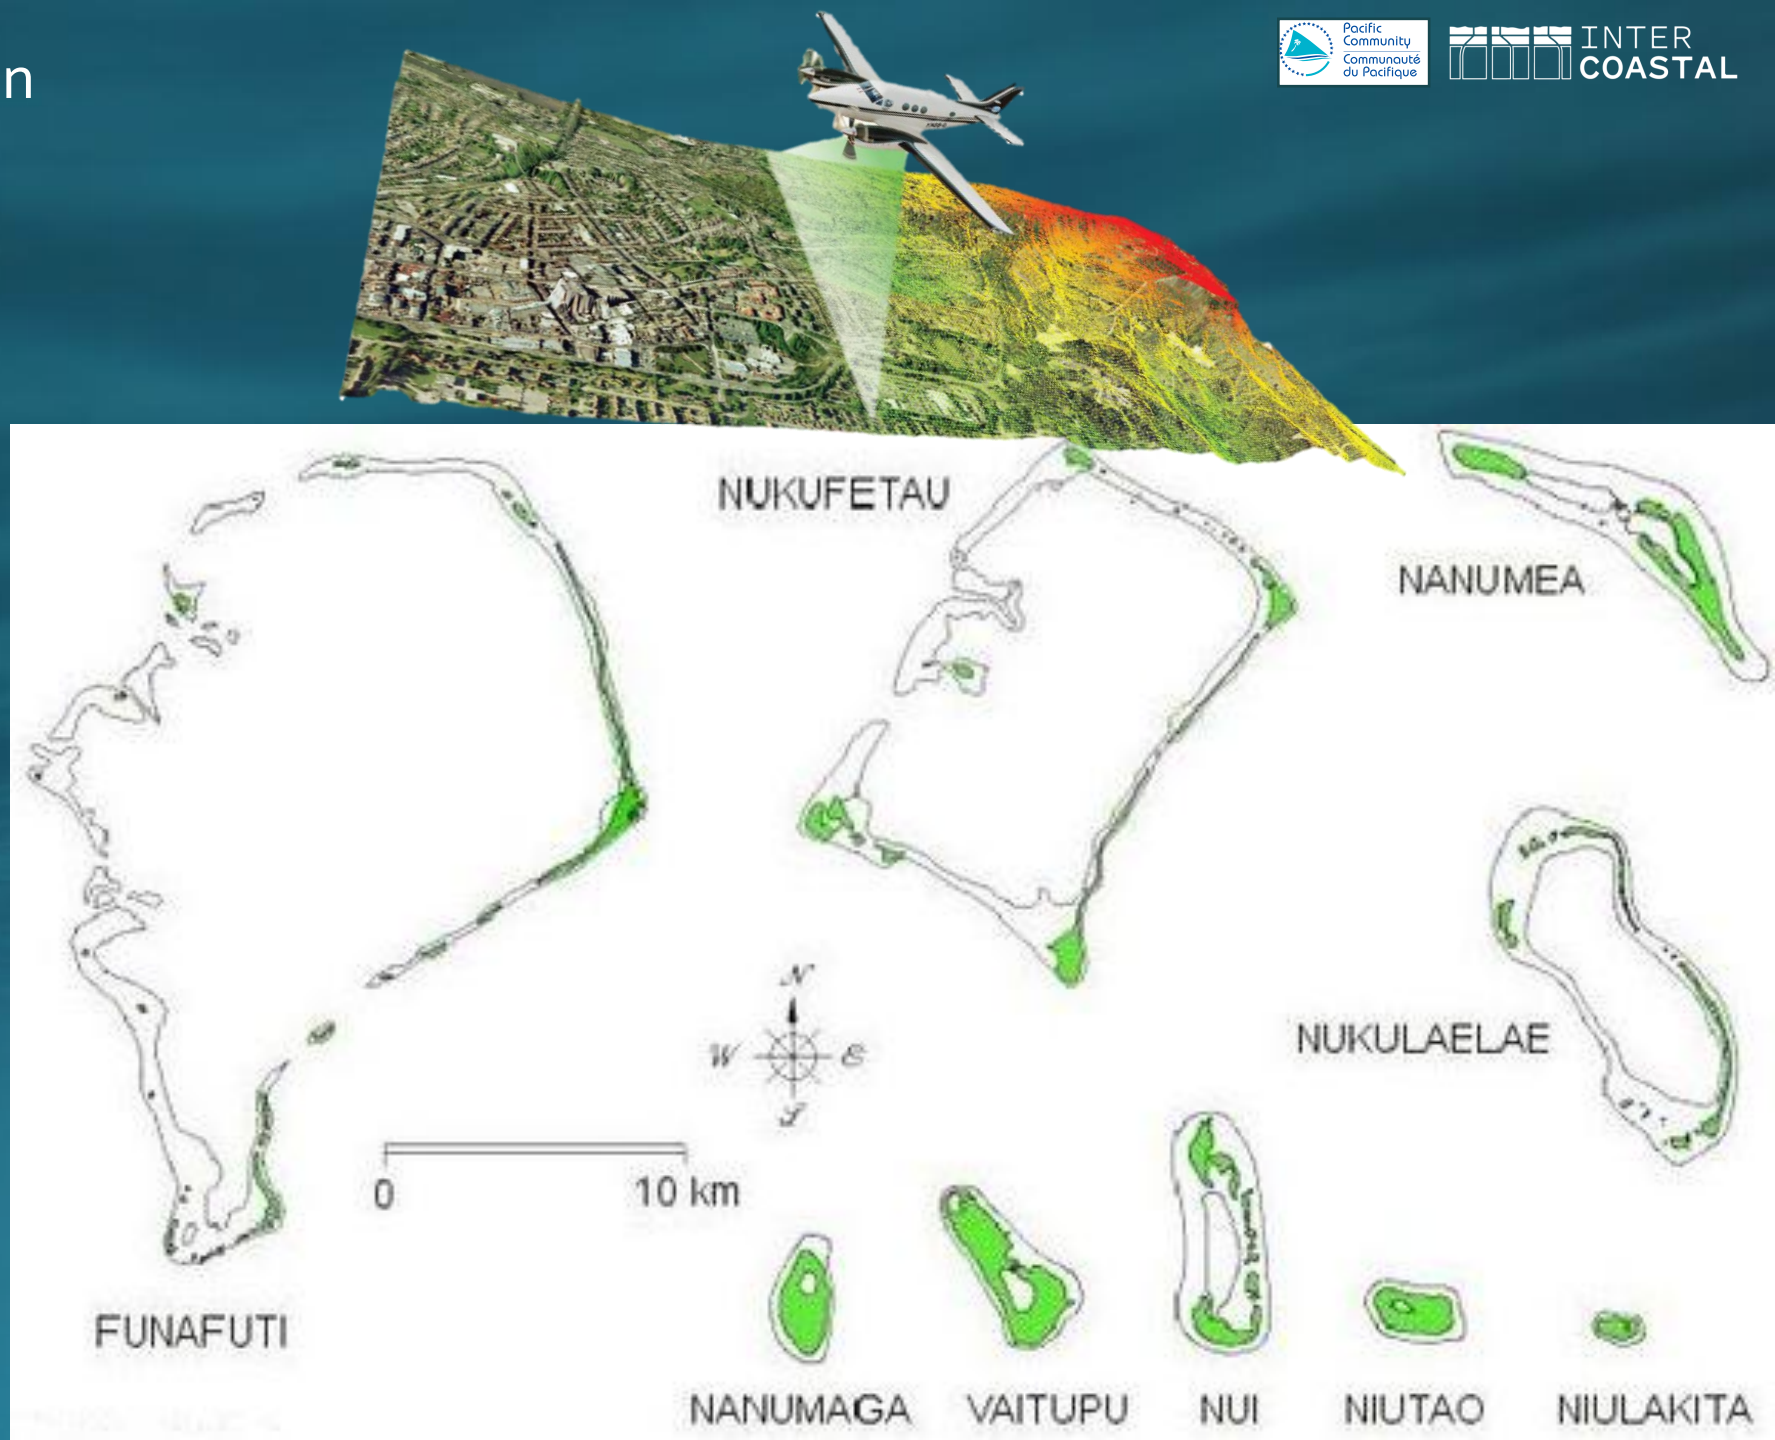 n
Pacific
Community
Communauté
du Pacifique
INTER
COASTAL
NUKUFETAU
NANUMEA
N
W E
S
NUKULAELAE
0 10 km
FUNAFUTI
NANUMAGA VAITUPU NUI NIUTAO NIULAKITA